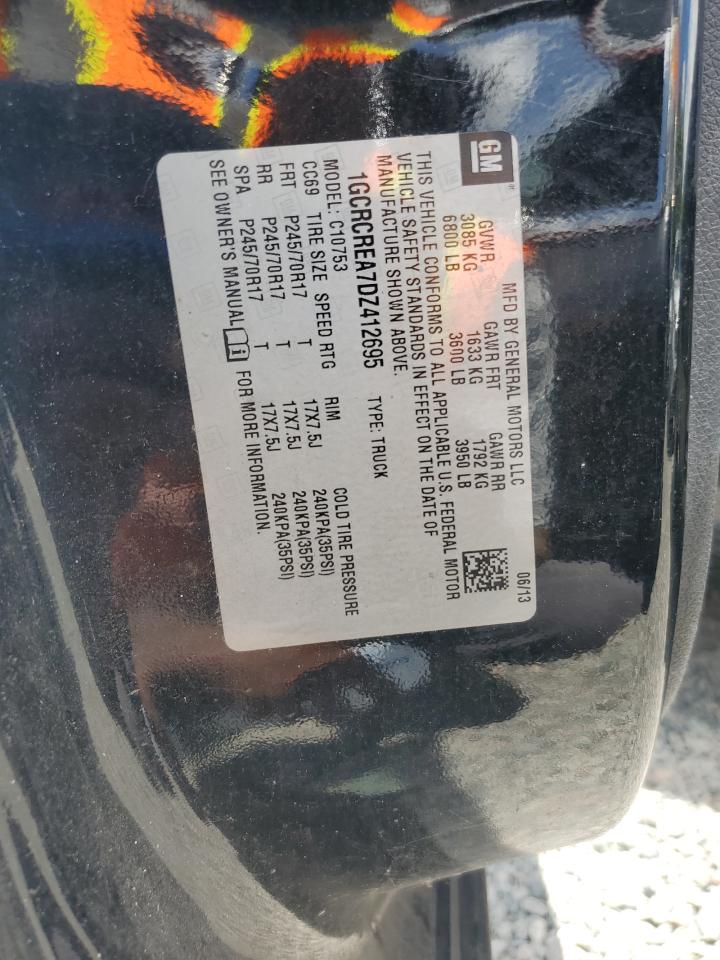 GM
MFD BY GENERAL MOTORS LLC 06/13
GVWR GAWR FRT GAWR RR
3085 KG 1633 KG 1792 KG
6800 LB 3600 LB 3950 LB
THIS VEHICLE CONFORMS TO ALL APPLICABLE U.S. FEDERAL MOTOR
VEHICLE SAFETY STANDARDS IN EFFECT ON THE DATE OF
MANUFACTURE SHOWN ABOVE.
1GCRCREA7DZ412695 TYPE: TRUCK
MODEL: C10753
CC69 TIRE SIZE SPEED RTG RIM COLD TIRE PRESSURE
FRT P245/70R17 T 17X7.5J 240KPA(35PSI)
RR P245/70R17 T 17X7.5J 240KPA(35PSI)
SPA P245/70R17 T 17X7.5J 240KPA(35PSI)
SEE OWNER'S MANUAL FOR MORE INFORMATION.